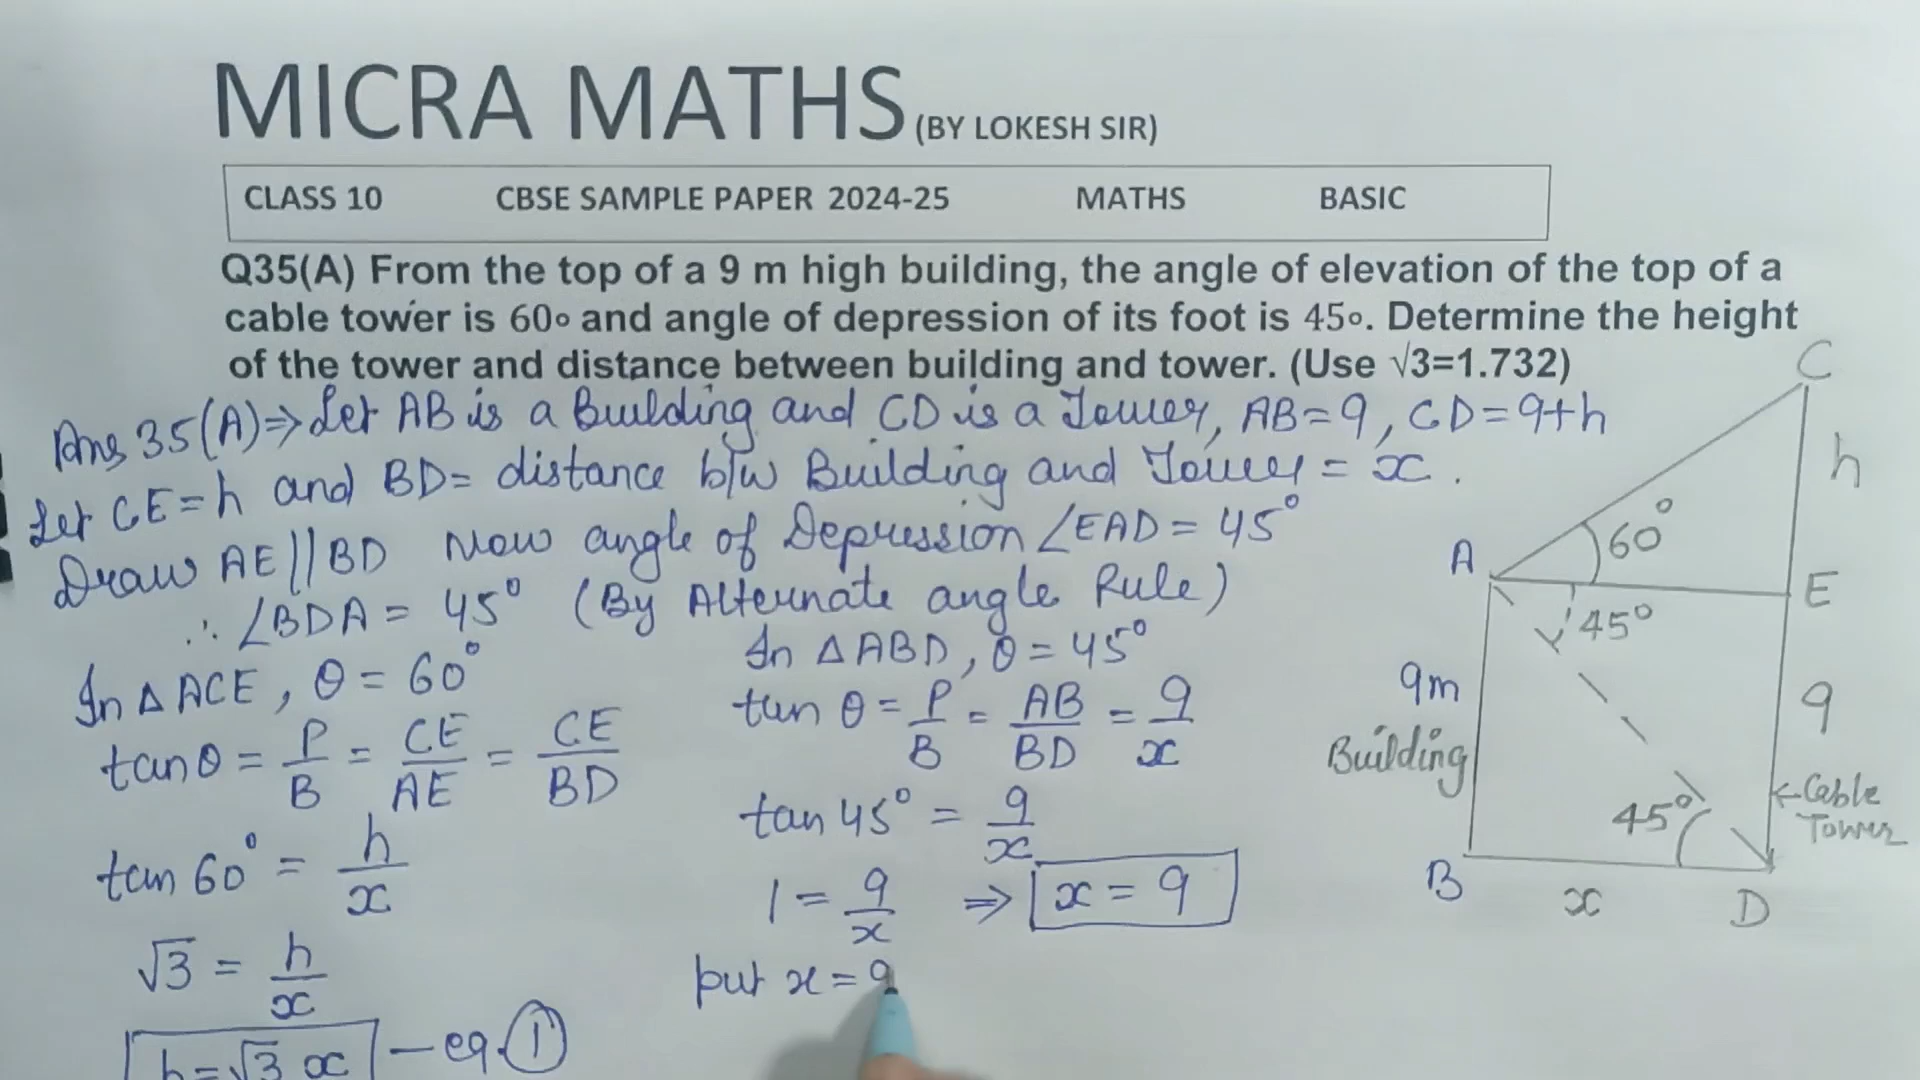 MICRA MATHS (BY LOKESH SIR)
CLASS 10 CBSE SAMPLE PAPER 2024-25 MATHS BASIC
Q35(A) From the top of a 9 m high building, the angle of elevation of the top of a
cable tower is 60° and angle of depression of its foot is 45°. Determine the height
of the tower and distance between building and tower. (Use √3=1.732)
Ans 35(A)⇒ Let AB is a Building and CD is a Tower, AB=9, CD=9+h
Let CE=h and BD= distance b/w Building and Tower = x.
Draw AE||BD Now angle of Depression ∠EAD = 45°
∴ ∠BDA = 45° (By Alternate angle Rule)
In △ACE, θ = 60°
tanθ = P/B = CE/AE = CE/BD
tan 60° = h/x
√3 = h/x
h=√3 x — eq. 1
In △ABD, θ = 45°
tan θ = P/B = AB/BD = 9/x
tan 45° = 9/x
1 = 9/x ⇒ x = 9
put x = 9
C
h
60°
A
E
45°
9m
9
Building
←Cable
Tower
45°
B
x
D